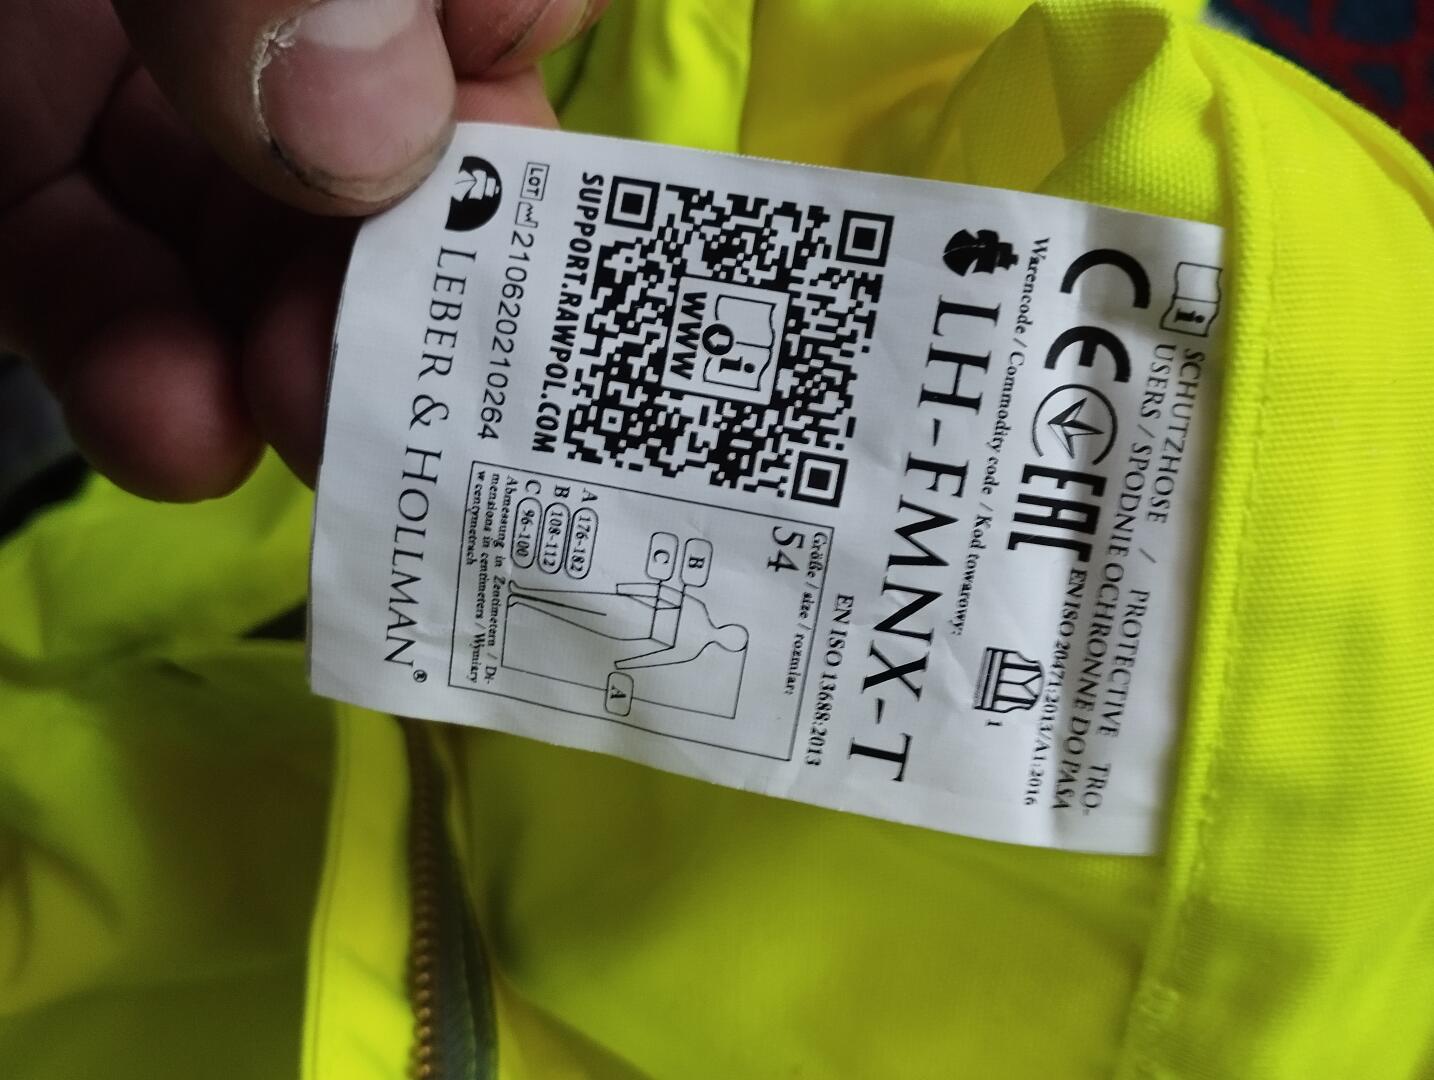 SCHUTZHOSE / PROTECTIVE TRO-
USERS / SPODNIE OCHRONNE DO PASA
CE EAC EN ISO 20471:2013/A1:2016
1
Warencode / Commodity code / Kod towarowy:
LH-FMNX-T
EN ISO 13688:2013
WWW
SUPPORT.RAWPOL.COM
Größe / size / rozmiar:
54
B
C
A
A 176-182
B 108-112
C 96-100
Abmessung in Zentimetern / Di-
mensions in centimeters / Wymiary
w centymetrach
LOT 21062020210264
LEBER & HOLLMAN®